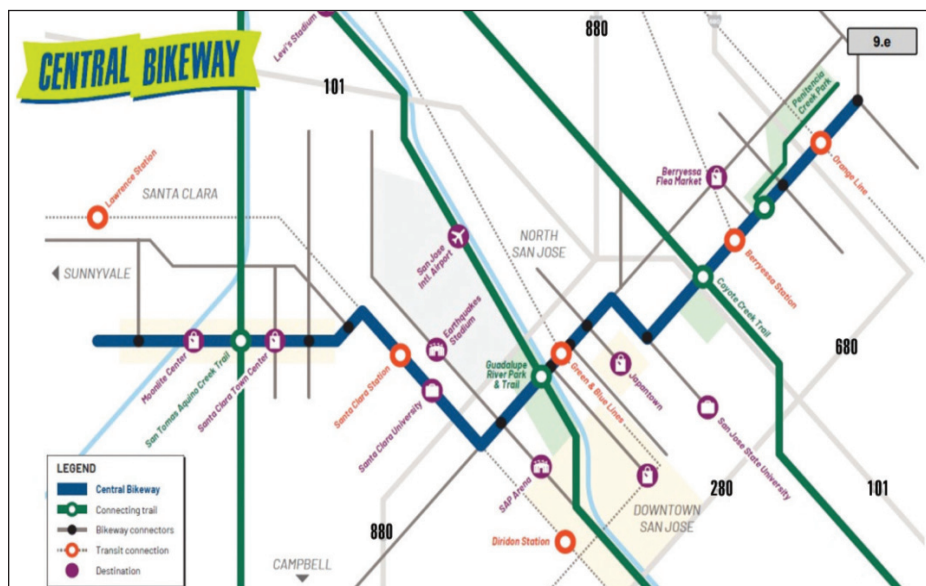 CENTRAL BIKEWAY
9.e
880
101
Levi's Stadium
Penitencia
Creek Park
Orange Line
Berryessa
Flea Market
Lawrence Station
SANTA CLARA
SUNNYVALE
San Jose
Intl. Airport
NORTH
SAN JOSE
Berryessa Station
Coyote Creek Trail
680
Earthquakes
Stadium
Guadalupe
River Park
& Trail
Green & Blue Lines
Japantown
San Jose State University
Moonlite Center
San Tomas Aquino Creek Trail
Santa Clara Town Center
Santa Clara Station
Santa Clara University
SAP Arena
280
101
DOWNTOWN
SAN JOSE
880
Diridon Station
CAMPBELL
LEGEND
Central Bikeway
Connecting trail
Bikeway connectors
Transit connection
Destination